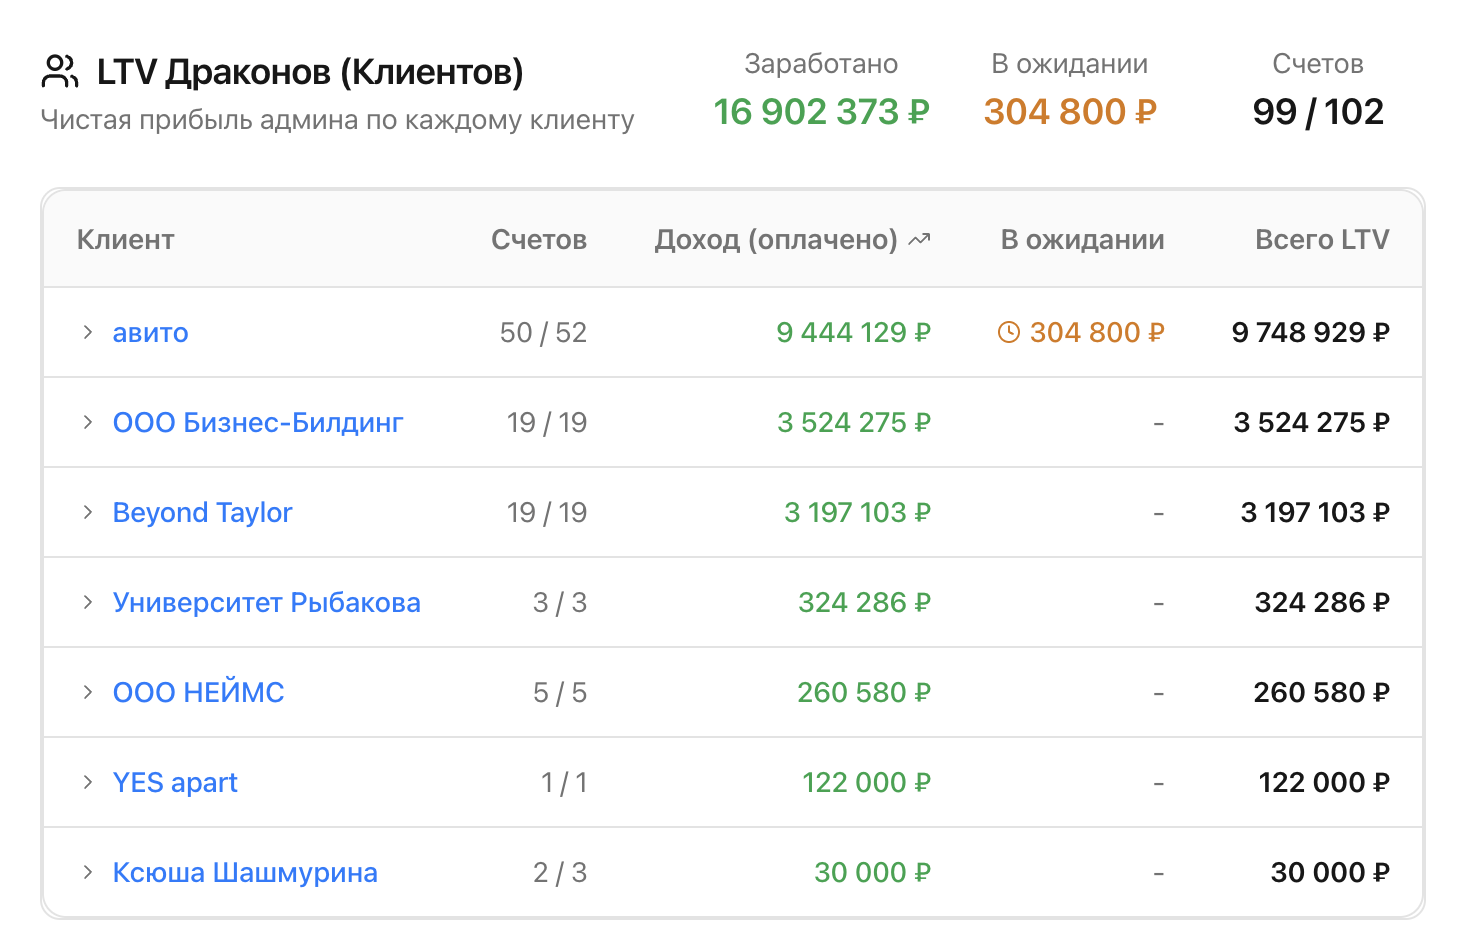 LTV Драконов (Клиентов)
Чистая прибыль админа по каждому клиенту
Заработано
16 902 373 ₽
В ожидании
304 800 ₽
Счетов
99 / 102
Клиент Счетов Доход (оплачено) В ожидании Всего LTV
авито 50 / 52 9 444 129 ₽ 304 800 ₽ 9 748 929 ₽
ООО Бизнес-Билдинг 19 / 19 3 524 275 ₽ - 3 524 275 ₽
Beyond Taylor 19 / 19 3 197 103 ₽ - 3 197 103 ₽
Университет Рыбакова 3 / 3 324 286 ₽ - 324 286 ₽
ООО НЕЙМС 5 / 5 260 580 ₽ - 260 580 ₽
YES apart 1 / 1 122 000 ₽ - 122 000 ₽
Ксюша Шашмурина 2 / 3 30 000 ₽ - 30 000 ₽